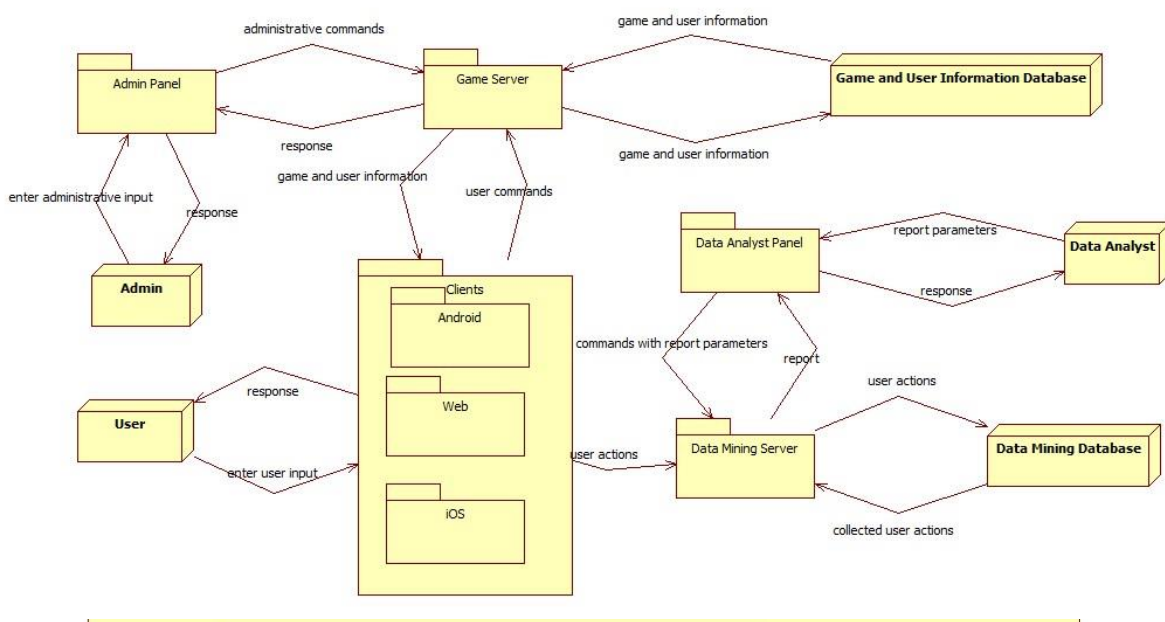 administrative commands
game and user information
Admin Panel
Game Server
Game and User Information Database
response
game and user information
game and user information
user commands
enter administrative input
response
Admin
Data Analyst Panel
report parameters
Data Analyst
response
Clients
Android
commands with report parameters
report
response
user actions
User
Web
Data Mining Server
Data Mining Database
enter user input
user actions
iOS
collected user actions